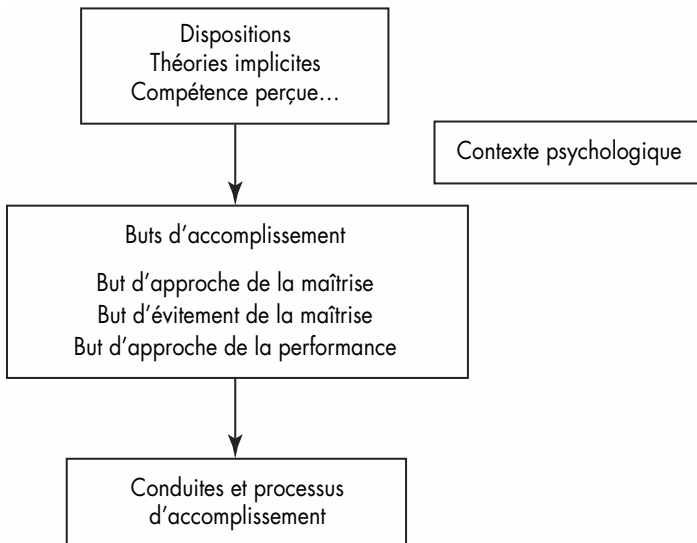 Dispositions
Théories implicites
Compétence perçue…
Contexte psychologique
Buts d’accomplissement
But d’approche de la maîtrise
But d’évitement de la maîtrise
But d’approche de la performance
Conduites et processus
d’accomplissement